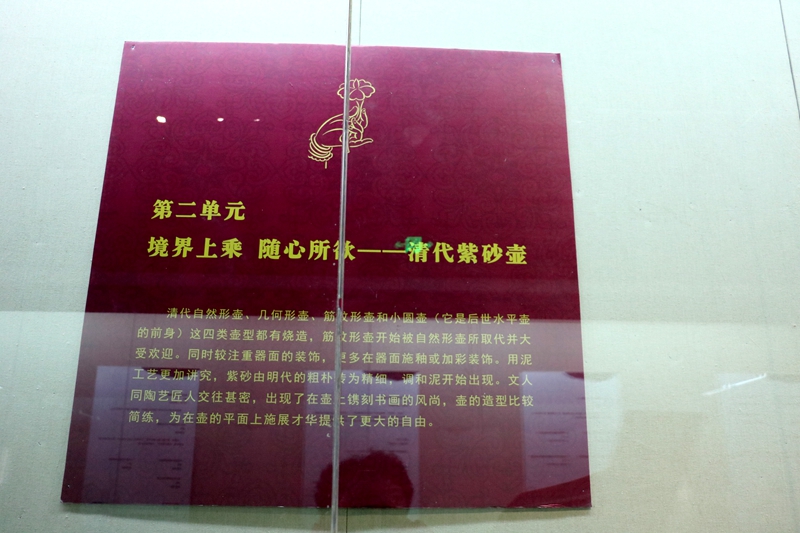 第二单元
境界上乘 随心所欲——清代紫砂壶
清代自然形壶、几何形壶、筋纹形壶和小圆壶（它是后世水平壶
的前身）这四类壶型都有烧造，筋纹形壶开始被自然形壶所取代并大
受欢迎。同时较注重器面的装饰，更多在器面施釉或加彩装饰。用泥
工艺更加讲究，紫砂由明代的粗朴转为精细，调和泥开始出现。文人
同陶艺匠人交往甚密，出现了在壶上镌刻书画的风尚，壶的造型比较
简练，为在壶的平面上施展才华提供了更大的自由。